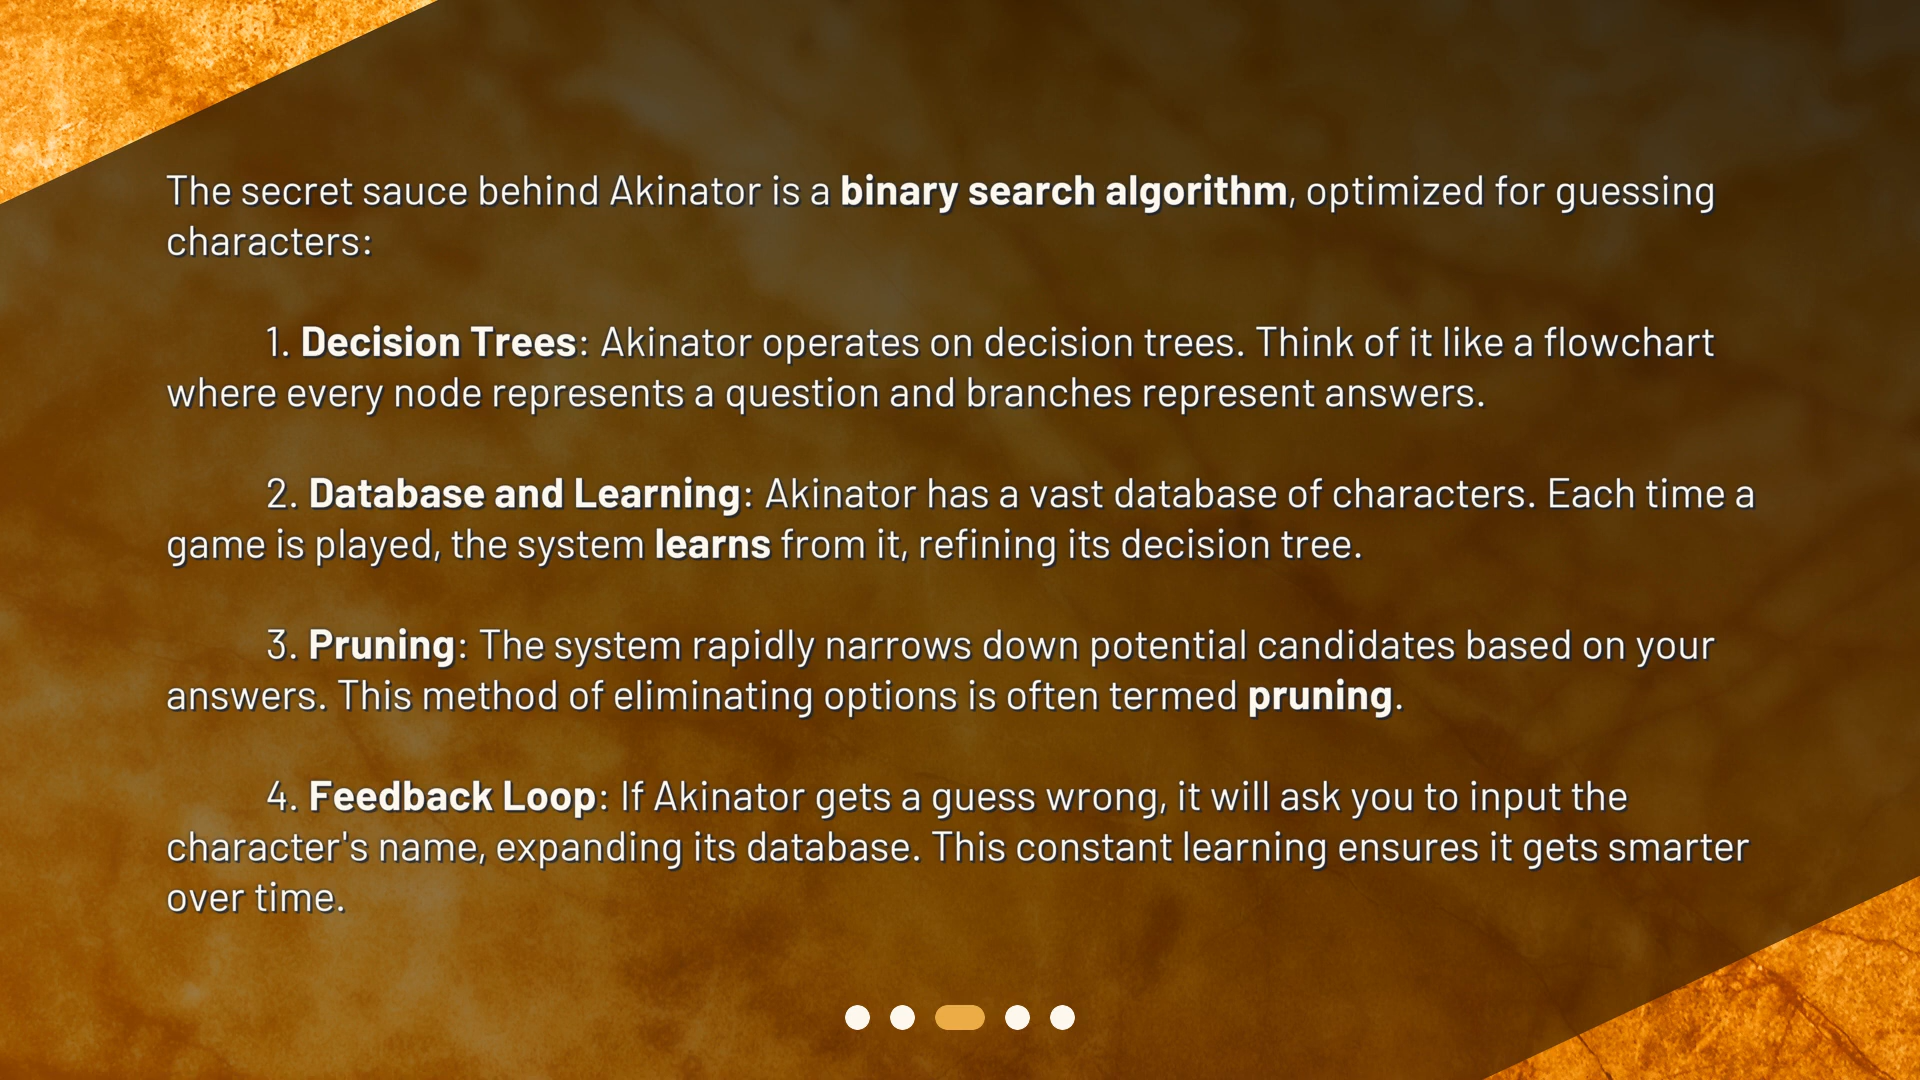 The secret sauce behind Akinator is a binary search algorithm, optimized for guessing
characters:
1. Decision Trees: Akinator operates on decision trees. Think of it like a flowchart
where every node represents a question and branches represent answers.
2. Database and Learning: Akinator has a vast database of characters. Each time a
game is played, the system learns from it, refining its decision tree.
3. Pruning: The system rapidly narrows down potential candidates based on your
answers. This method of eliminating options is often termed pruning.
4. Feedback Loop: If Akinator gets a guess wrong, it will ask you to input the
character's name, expanding its database. This constant learning ensures it gets smarter
over time.